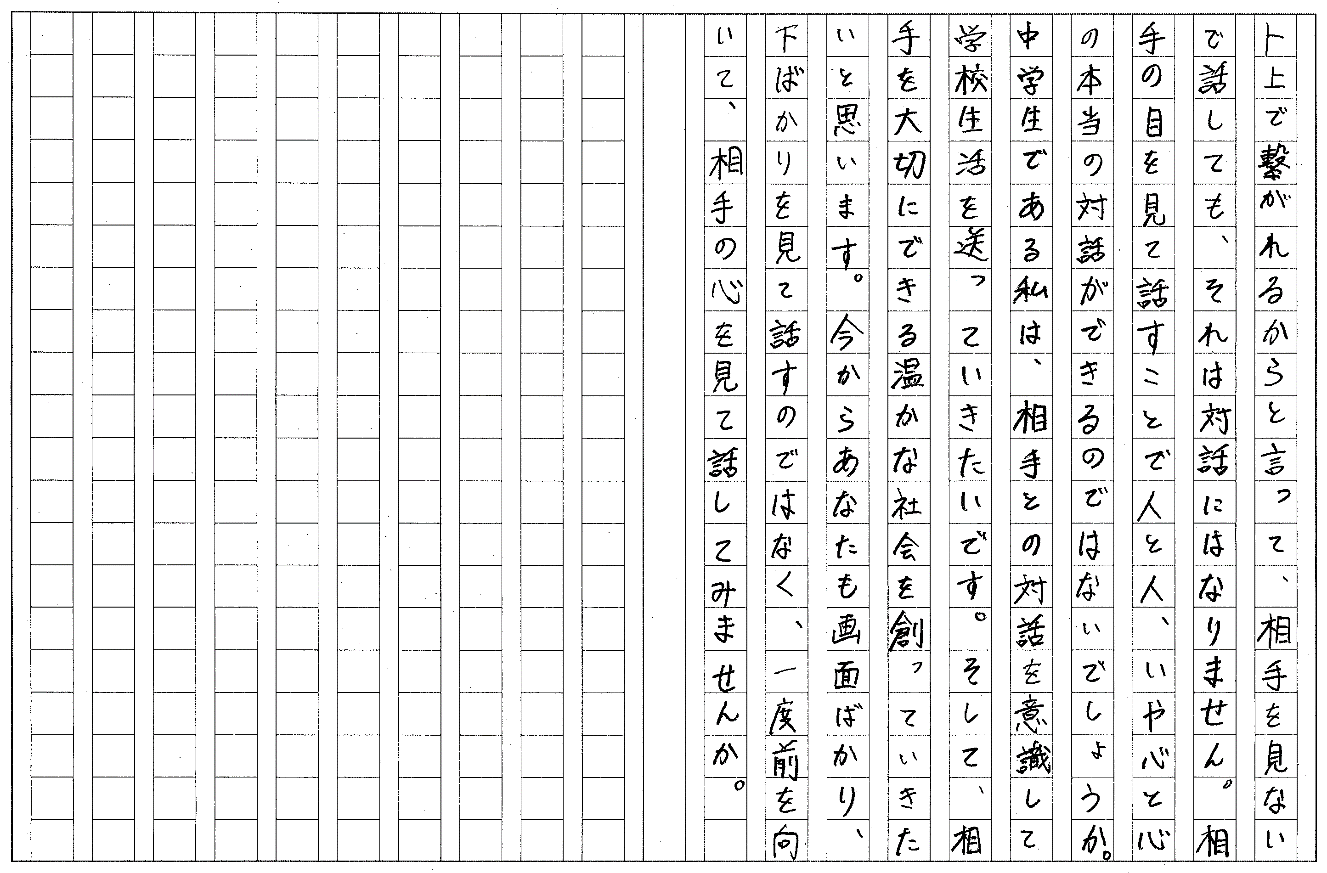 ト上で繋がれるからと言って、相手を見ない
で話しても、それは対話にはなりません。相
手の目を見て話すことで人と人、いや心と心
の本当の対話ができるのではないでしょうか。
中学生である私は、相手との対話を意識して
学校生活を送っていきたいです。そして、相
手を大切にできる温かな社会を創っていきた
いと思います。今からあなたも画面ばかり、
下ばかりを見て話すのではなく、一度前を向
いて、相手の心を見て話してみませんか。